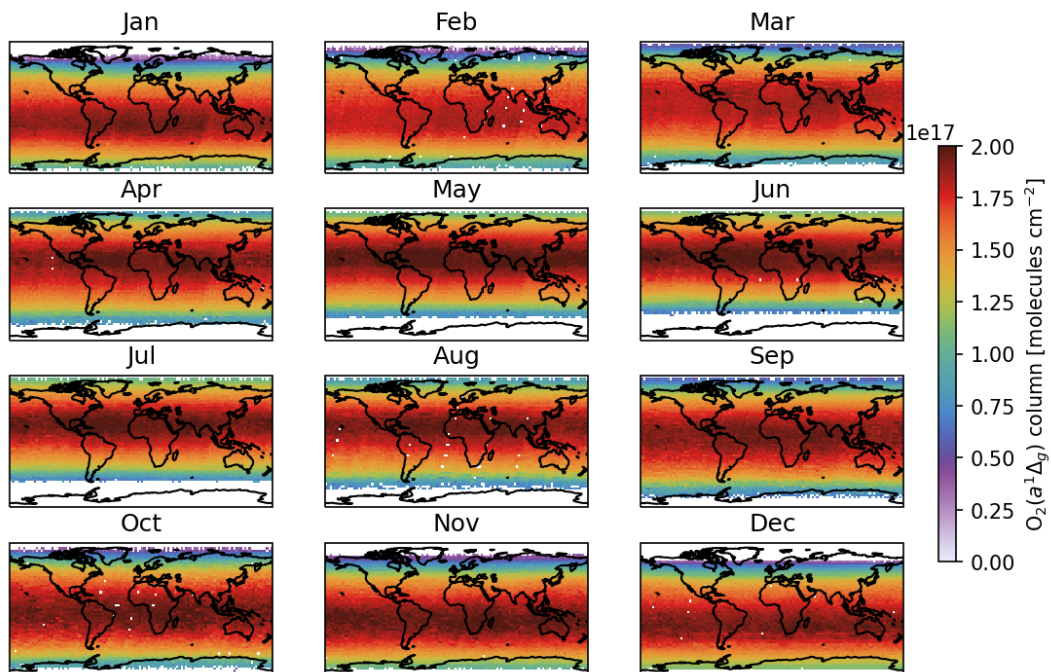 Jan Feb Mar
1e17
Apr May Jun
Jul Aug Sep
Oct Nov Dec
2.00
1.75
1.50
1.25
1.00
0.75
0.50
0.25
0.00
O₂(a¹Δg) column [molecules cm⁻²]